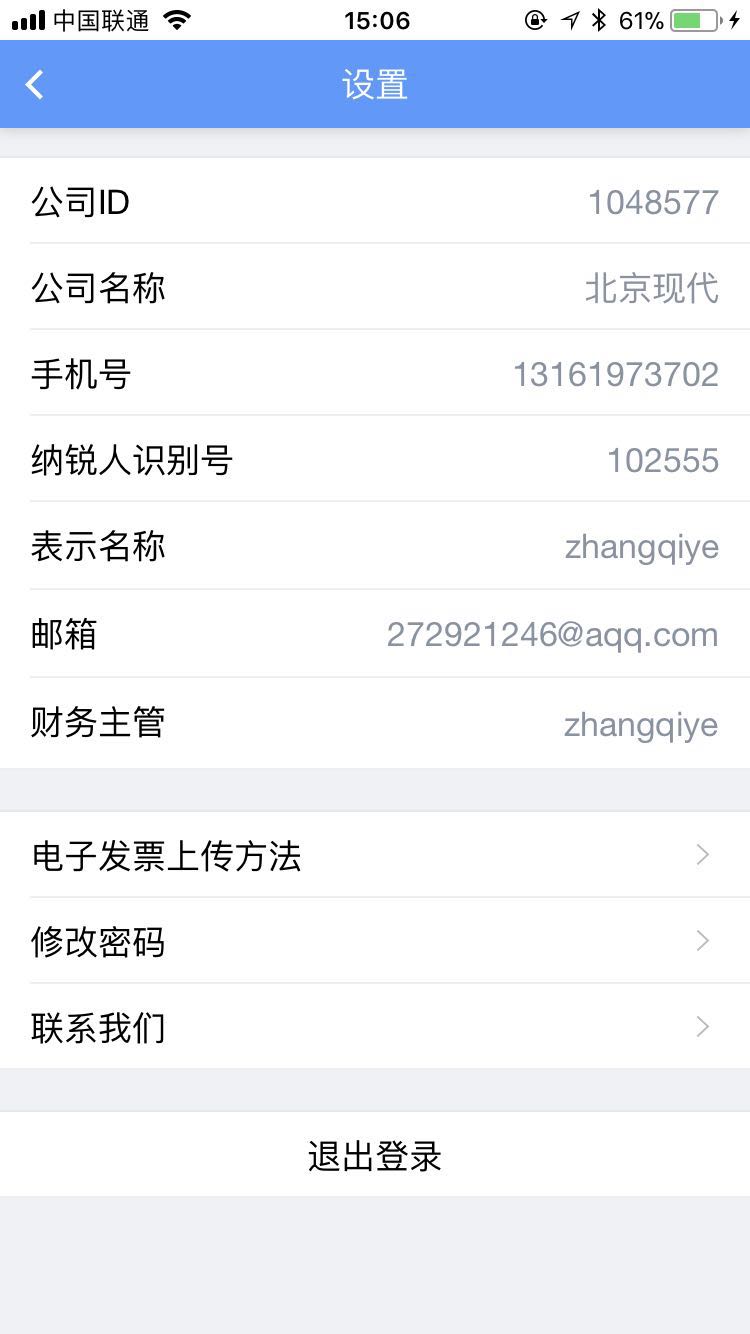 中国联通 15:06 61%
设置
公司ID 1048577
公司名称 北京现代
手机号 13161973702
纳锐人识别号 102555
表示名称 zhangqiye
邮箱 272921246@aqq.com
财务主管 zhangqiye
电子发票上传方法
修改密码
联系我们
退出登录